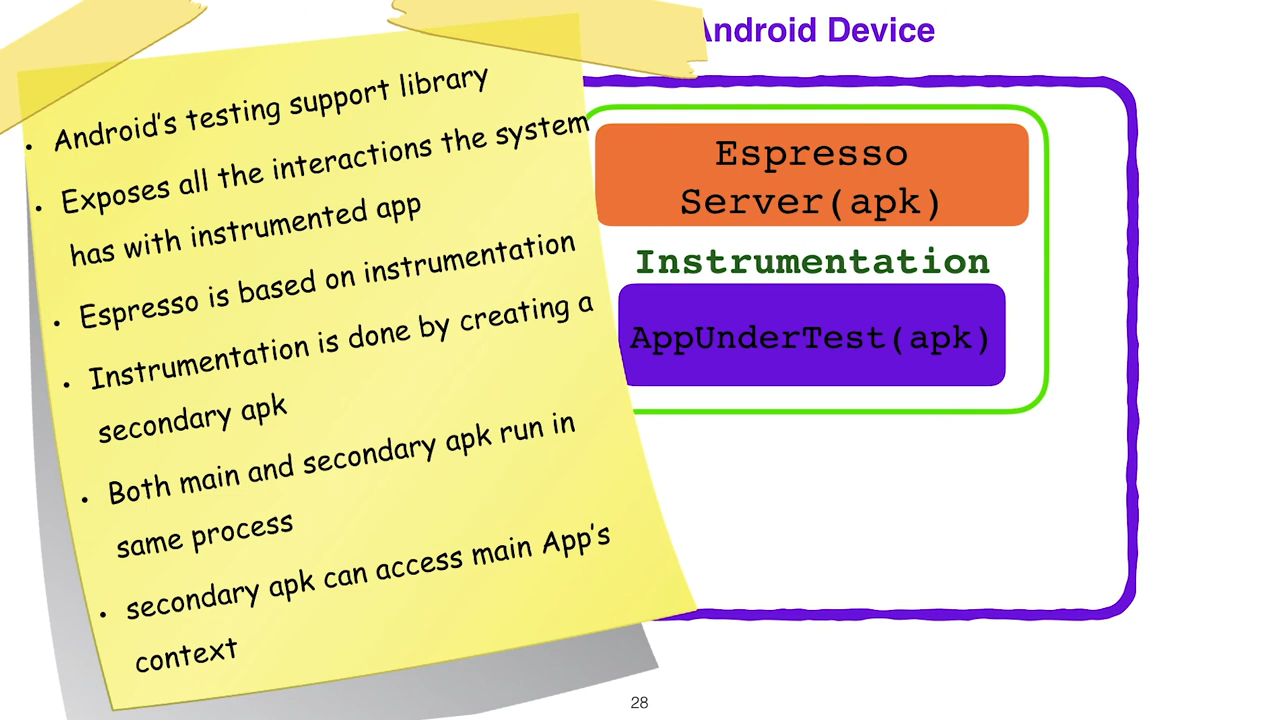 Android Device
• Android's testing support library
• Exposes all the interactions the system
has with instrumented app
• Espresso is based on instrumentation
• Instrumentation is done by creating a
secondary apk
• Both main and secondary apk run in
same process
• secondary apk can access main App's
context
Espresso
Server(apk)
Instrumentation
AppUnderTest(apk)
28